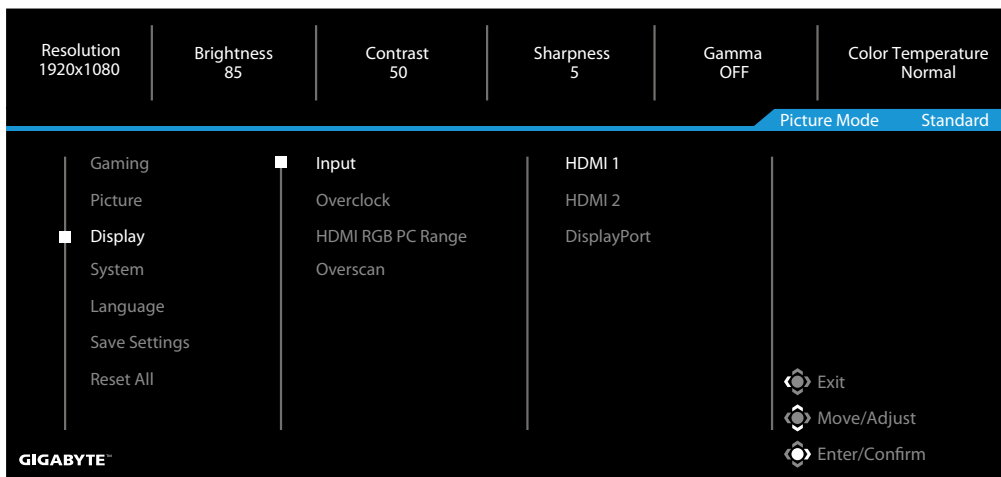 Resolution
1920x1080
Brightness
85
Contrast
50
Sharpness
5
Gamma
OFF
Color Temperature
Normal
Picture Mode Standard
Gaming
Picture
Display
System
Language
Save Settings
Reset All
Input
Overclock
HDMI RGB PC Range
Overscan
HDMI 1
HDMI 2
DisplayPort
Exit
Move/Adjust
Enter/Confirm
GIGABYTE™